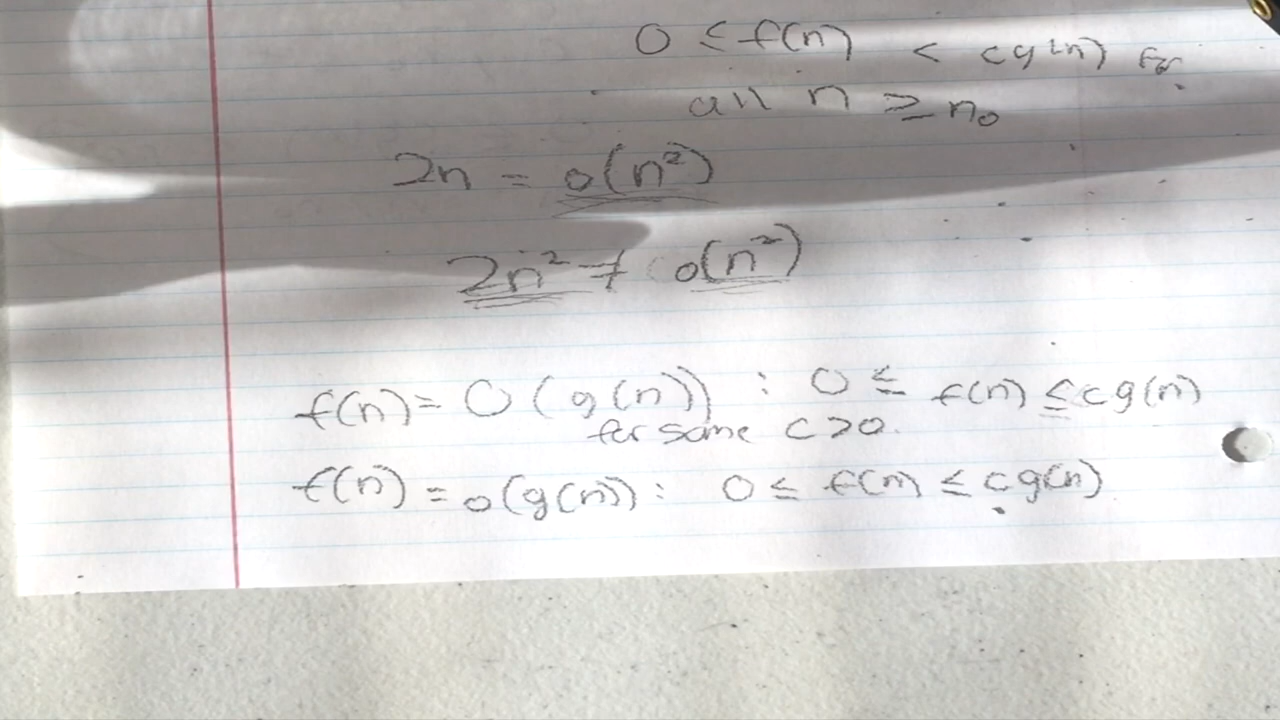 0 ≤ f(n) < cg(n) for
all n ≥ n₀
2n = o(n²)
2n² ≠ o(n²)
f(n) = O(g(n)) : 0 ≤ f(n) ≤ cg(n)
for some c>0.
f(n) = o(g(n)) : 0 ≤ f(n) ≤ cg(n)